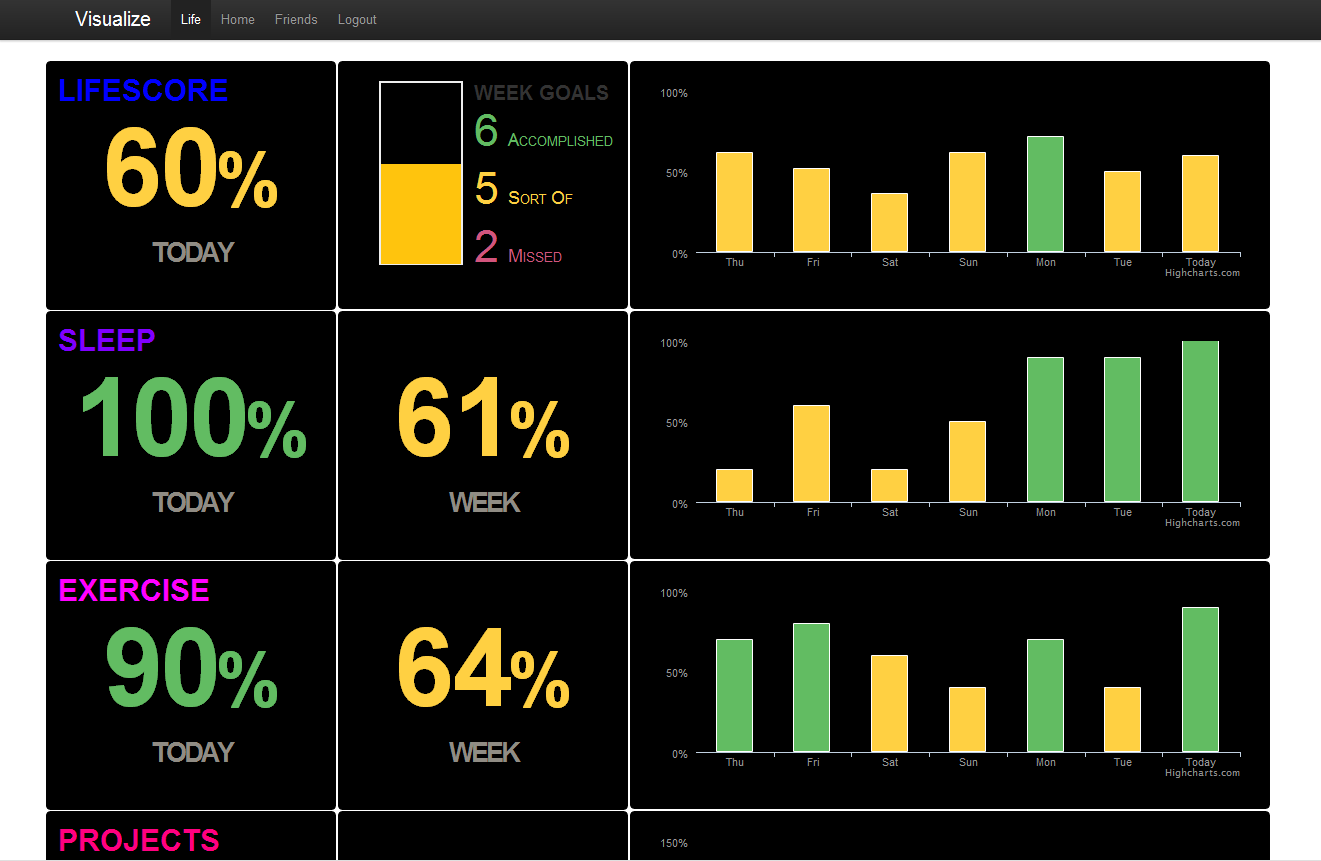 Visualize Life Home Friends Logout
LIFESCORE
60%
TODAY
WEEK GOALS
6 Accomplished
5 Sort Of
2 Missed
100%
50%
0%
Thu Fri Sat Sun Mon Tue Today
Highcharts.com
SLEEP
100%
TODAY
61%
WEEK
100%
50%
0%
Thu Fri Sat Sun Mon Tue Today
Highcharts.com
EXERCISE
90%
TODAY
64%
WEEK
100%
50%
0%
Thu Fri Sat Sun Mon Tue Today
Highcharts.com
PROJECTS
150%